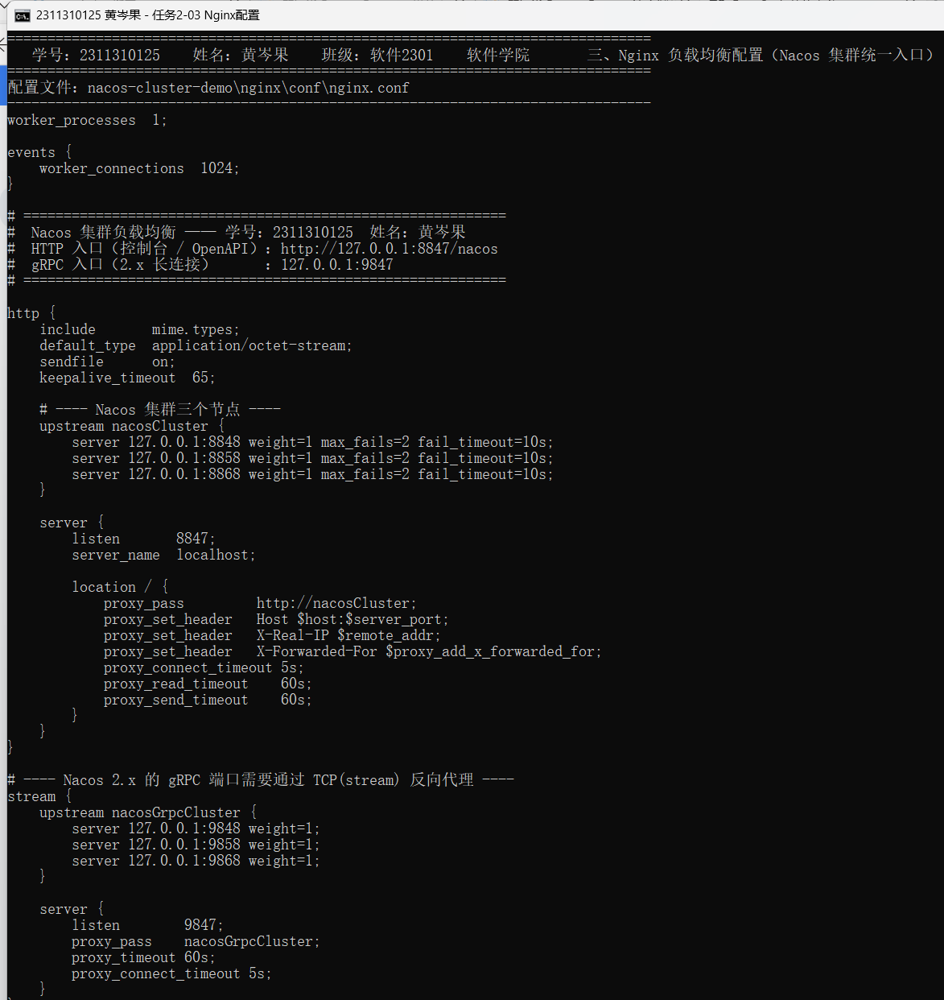 2311310125 黄岑果 - 任务2-03 Nginx配置
================================================================================
学号: 2311310125    姓名: 黄岑果    班级: 软件2301    软件学院       三、Nginx 负载均衡配置（Nacos 集群统一入口）
================================================================================
配置文件: nacos-cluster-demo\nginx\conf\nginx.conf
--------------------------------------------------------------------------------
worker_processes  1;
events {
    worker_connections  1024;
}
# ============================================================
#  Nacos 集群负载均衡 —— 学号: 2311310125  姓名: 黄岑果
#  HTTP 入口（控制台 / OpenAPI）: http://127.0.0.1:8847/nacos
#  gRPC 入口（2.x 长连接）      : 127.0.0.1:9847
# ============================================================
http {
    include       mime.types;
    default_type  application/octet-stream;
    sendfile      on;
    keepalive_timeout  65;
    # ---- Nacos 集群三个节点 ----
    upstream nacosCluster {
        server 127.0.0.1:8848 weight=1 max_fails=2 fail_timeout=10s;
        server 127.0.0.1:8858 weight=1 max_fails=2 fail_timeout=10s;
        server 127.0.0.1:8868 weight=1 max_fails=2 fail_timeout=10s;
    }
    server {
        listen       8847;
        server_name  localhost;
        location / {
            proxy_pass         http://nacosCluster;
            proxy_set_header   Host $host:$server_port;
            proxy_set_header   X-Real-IP $remote_addr;
            proxy_set_header   X-Forwarded-For $proxy_add_x_forwarded_for;
            proxy_connect_timeout 5s;
            proxy_read_timeout    60s;
            proxy_send_timeout    60s;
        }
    }
}
# ---- Nacos 2.x 的 gRPC 端口需要通过 TCP(stream) 反向代理 ----
stream {
    upstream nacosGrpcCluster {
        server 127.0.0.1:9848 weight=1;
        server 127.0.0.1:9858 weight=1;
        server 127.0.0.1:9868 weight=1;
    }
    server {
        listen        9847;
        proxy_pass    nacosGrpcCluster;
        proxy_timeout 60s;
        proxy_connect_timeout 5s;
    }